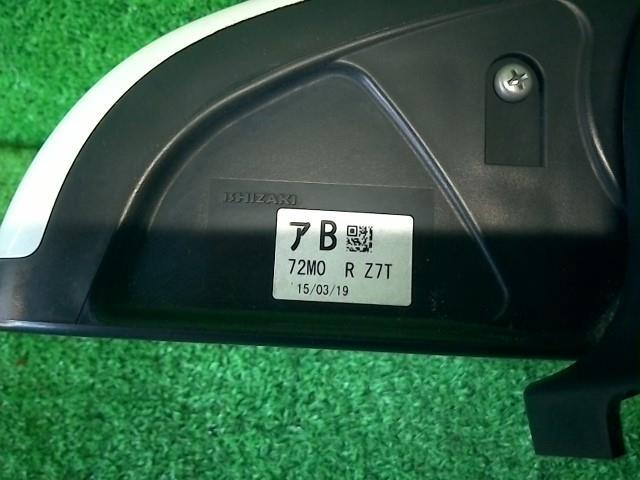 ISHIZAKI
アB
72M0 R Z7T
'15/03/19